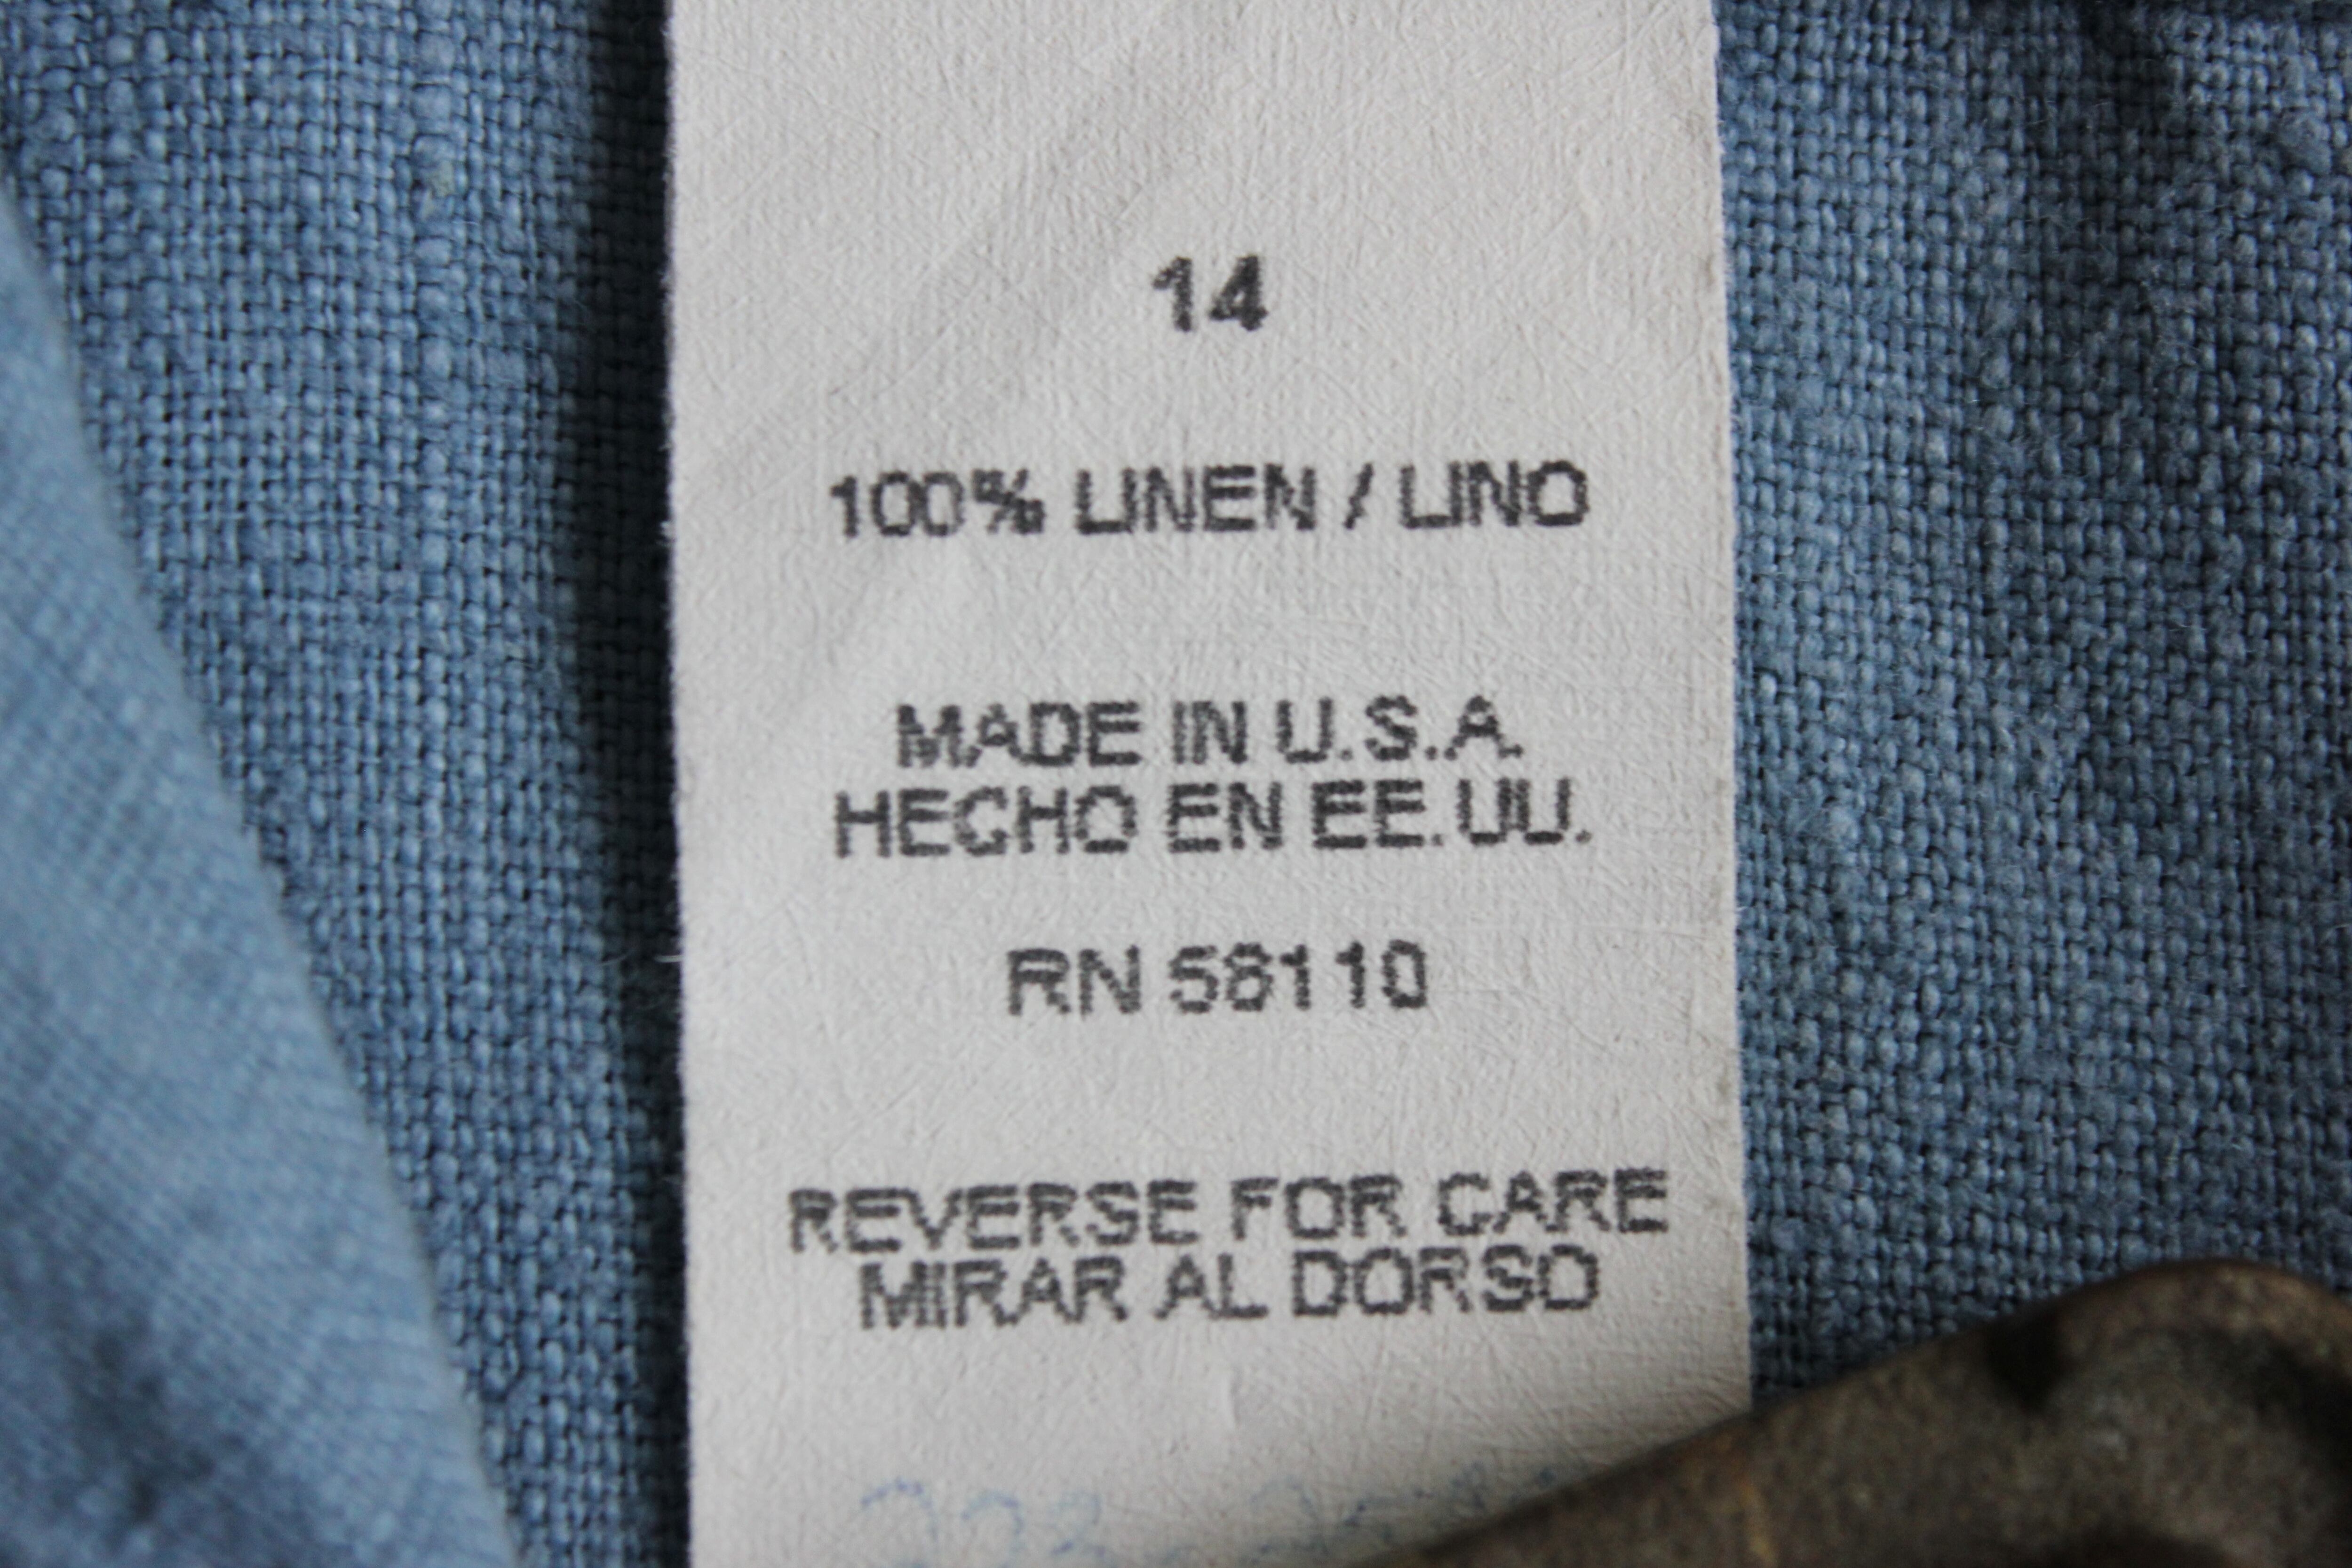 14
100% LINEN / LINO
MADE IN U.S.A.
HECHO EN EE.UU.
RN 58110
REVERSE FOR CARE
MIRAR AL DORSO